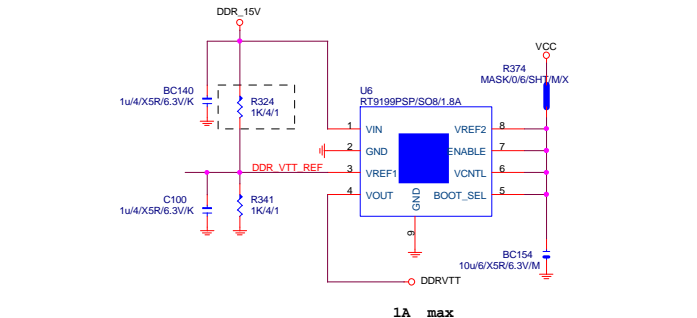 DDR_15V
VCC
R374
MASK/0/6/SHT/M/X
BC140
1u/4/X5R/6.3V/K
R324
1K/4/1
U6
RT9199PSP/SO8/1.8A
1 VIN VREF2 8
2 GND ENABLE 7
DDR_VTT_REF 3 VREF1 VCNTL 6
4 VOUT BOOT_SEL 5
GND
9
C100
1u/4/X5R/6.3V/K
R341
1K/4/1
BC154
10u/6/X5R/6.3V/M
DDRVTT
1A max